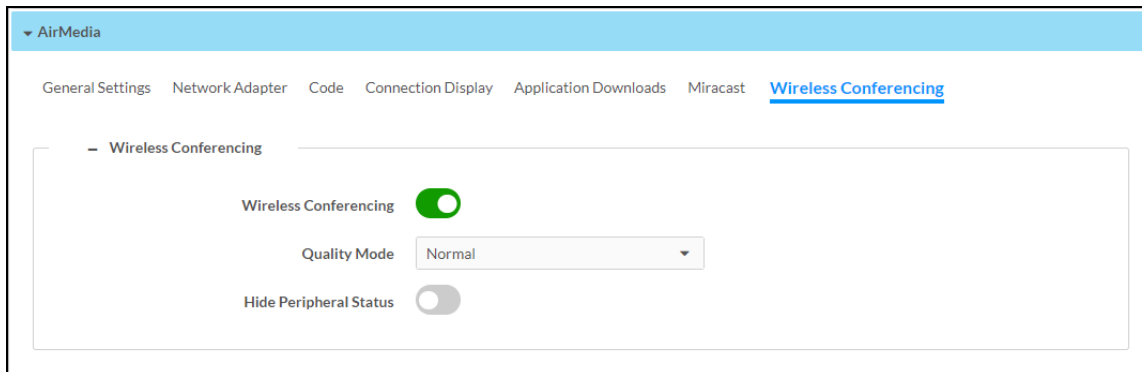 AirMedia
General Settings Network Adapter Code Connection Display Application Downloads Miracast Wireless Conferencing
Wireless Conferencing
Wireless Conferencing
Quality Mode Normal
Hide Peripheral Status